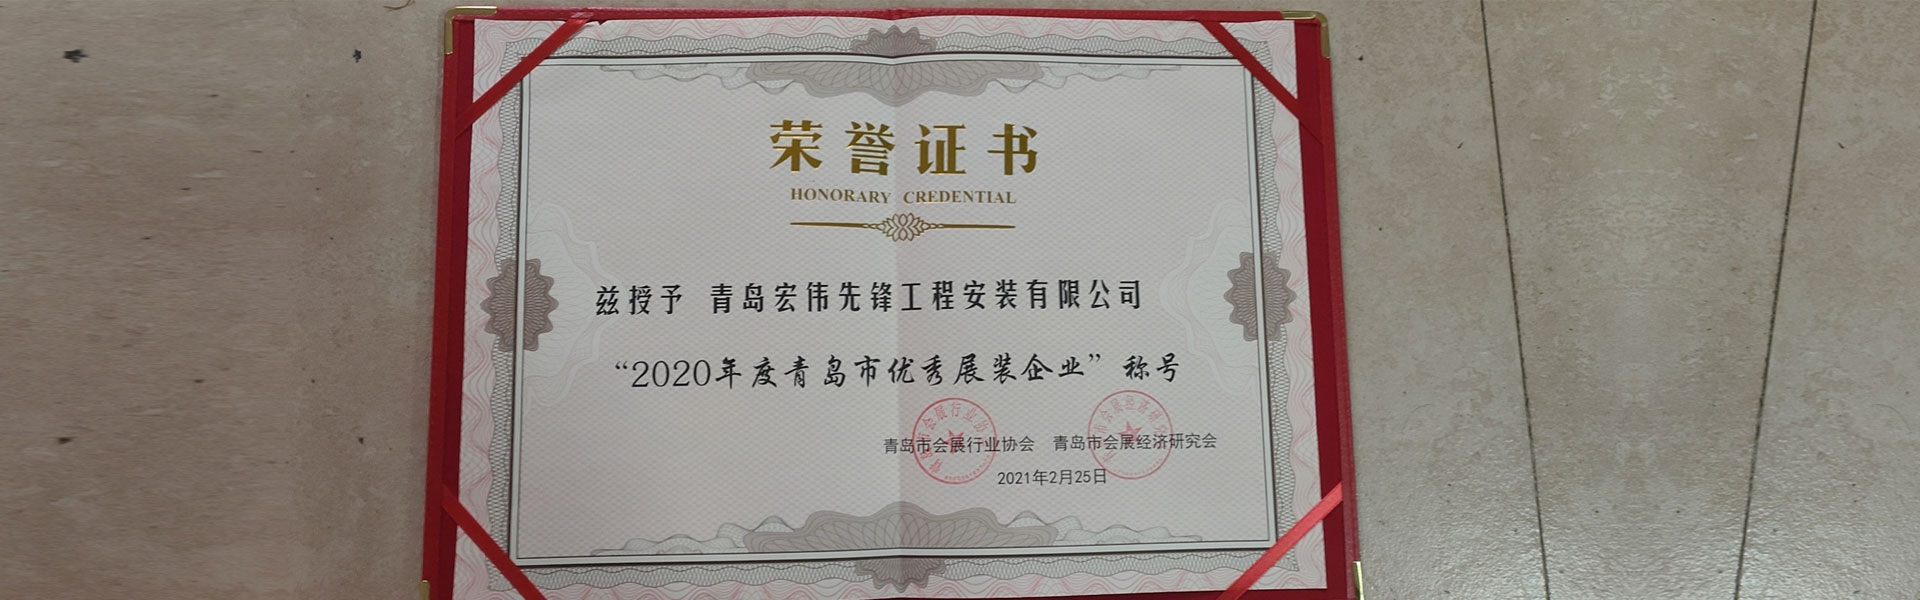 荣誉证书
HONORARY CREDENTIAL
兹授予 青岛宏伟先锋工程安装有限公司
“2020年度青岛市优秀展装企业”称号
青岛市会展行业协会 青岛市会展经济研究会
2021年2月25日